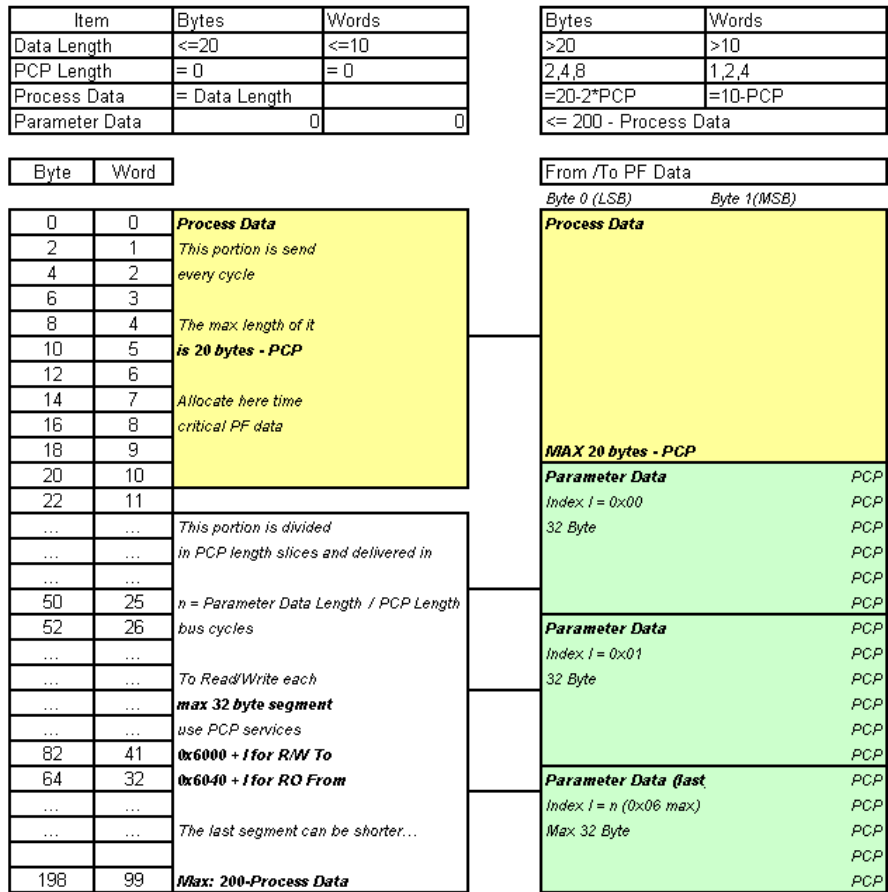 Item Bytes Words Bytes Words
Data Length <=20 <=10 >20 >10
PCP Length = 0 = 0 2,4,8 1,2,4
Process Data = Data Length =20-2*PCP =10-PCP
Parameter Data 0 0 <= 200 - Process Data
Byte Word From /To PF Data
Byte 0 (LSB) Byte 1(MSB)
0 0 Process Data Process Data
2 1 This portion is send
4 2 every cycle
6 3
8 4 The max length of it
10 5 is 20 bytes - PCP
12 6
14 7 Allocate here time
16 8 critical PF data
18 9 MAX 20 bytes - PCP
20 10 Parameter Data PCP
22 11 Index I = 0x00 PCP
... ... This portion is divided 32 Byte PCP
... ... in PCP length slices and delivered in PCP
... ... PCP
50 25 n = Parameter Data Length / PCP Length PCP
52 26 bus cycles Parameter Data PCP
... ... Index I = 0x01 PCP
... ... To Read/Write each 32 Byte PCP
... ... max 32 byte segment PCP
... ... use PCP services PCP
82 41 0x6000 + I for R/W To PCP
64 32 0x6040 + I for RO From Parameter Data (last PCP
... ... Index I = n (0x06 max) PCP
... ... The last segment can be shorter... Max 32 Byte PCP
PCP
198 99 Max: 200-Process Data PCP